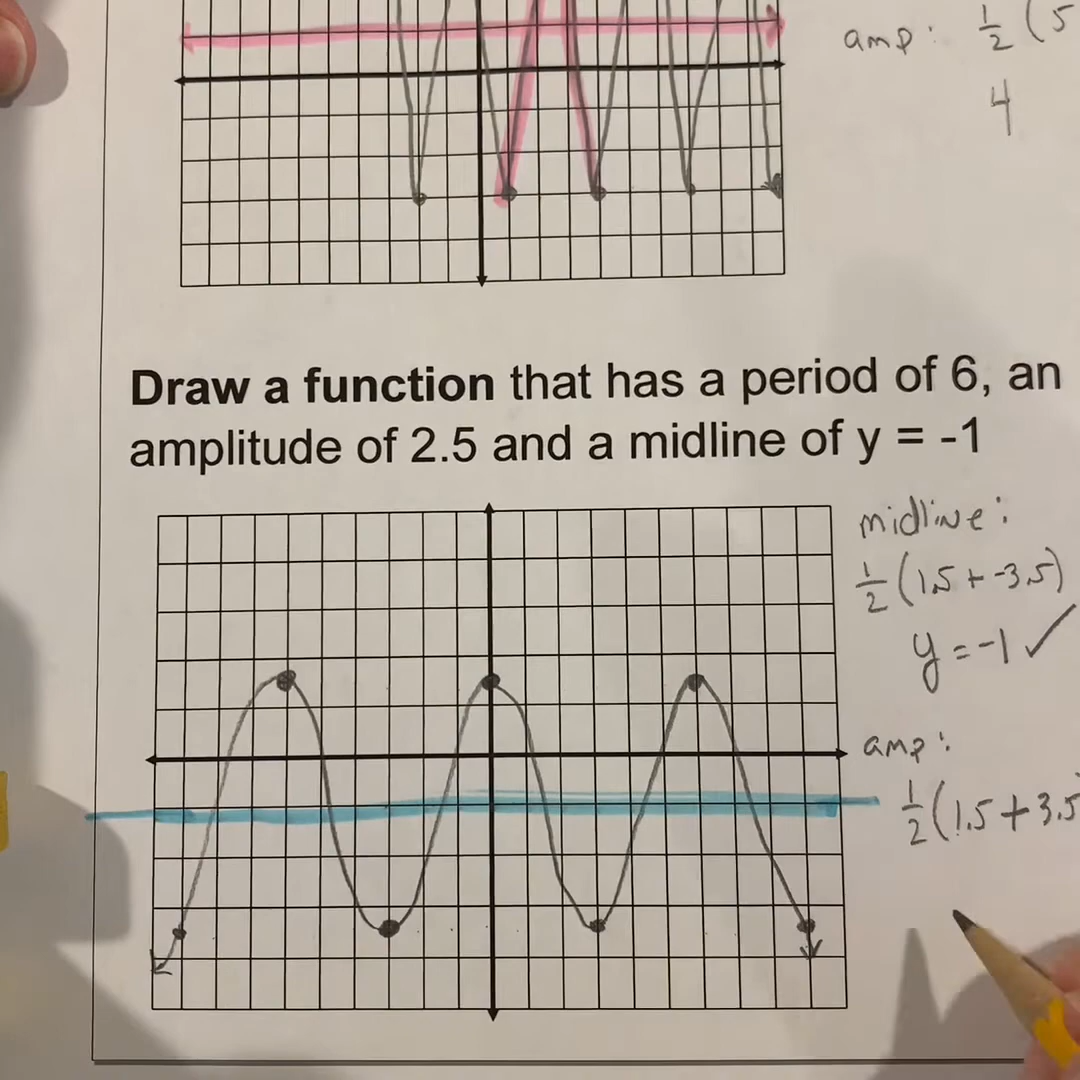 amp: 1/2 (5
4
Draw a function that has a period of 6, an
amplitude of 2.5 and a midline of y = -1
midline:
1/2 (1.5 + -3.5)
y = -1 ✓
amp:
1/2 (1.5 + 3.5